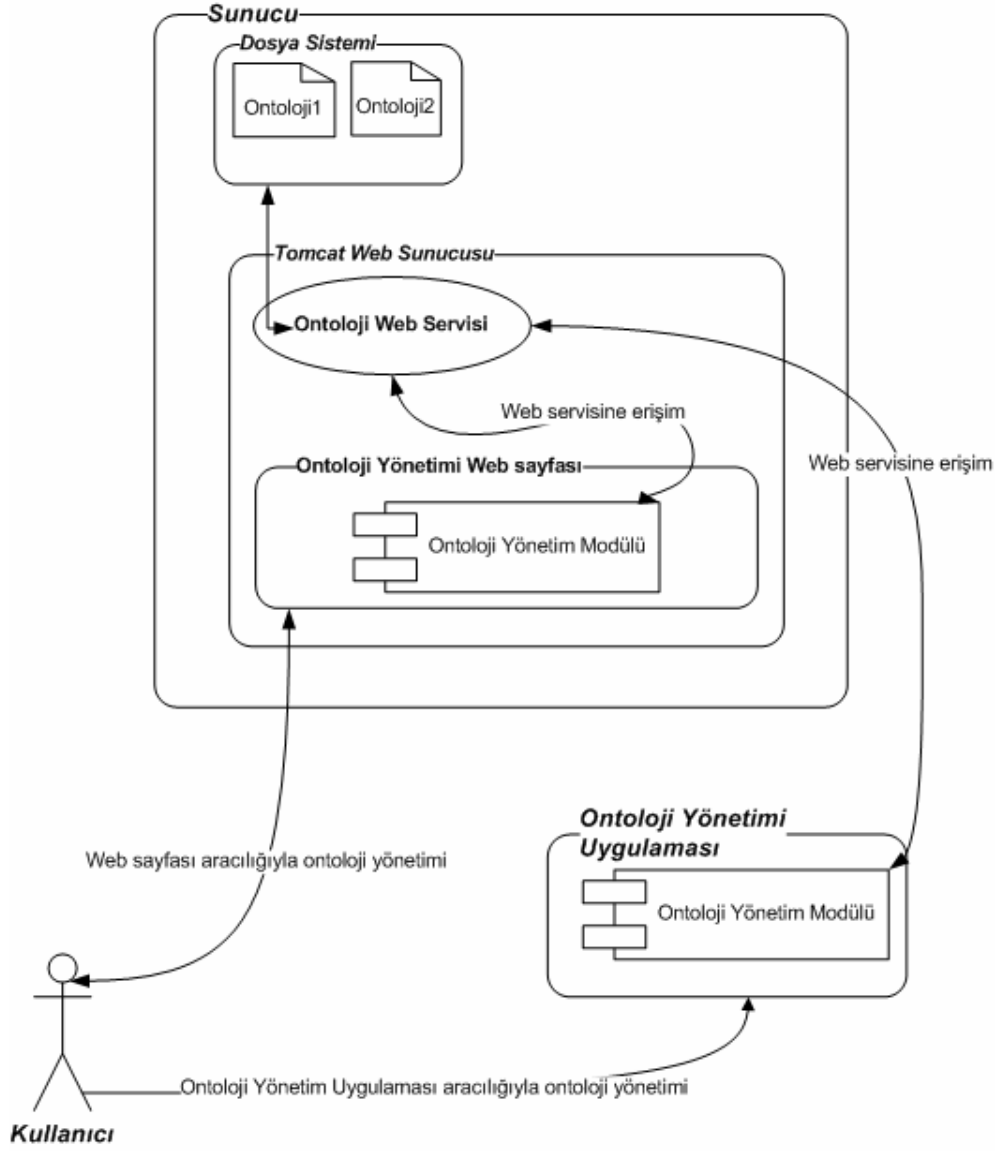 Sunucu
Dosya Sistemi
Ontoloji1
Ontoloji2
Tomcat Web Sunucusu
Ontoloji Web Servisi
Web servisine erişim
Web servisine erişim
Ontoloji Yönetimi Web sayfası
Ontoloji Yönetim Modülü
Ontoloji Yönetimi
Uygulaması
Web sayfası aracılığıyla ontoloji yönetimi
Ontoloji Yönetim Modülü
Ontoloji Yönetim Uygulaması aracılığıyla ontoloji yönetimi
Kullanıcı